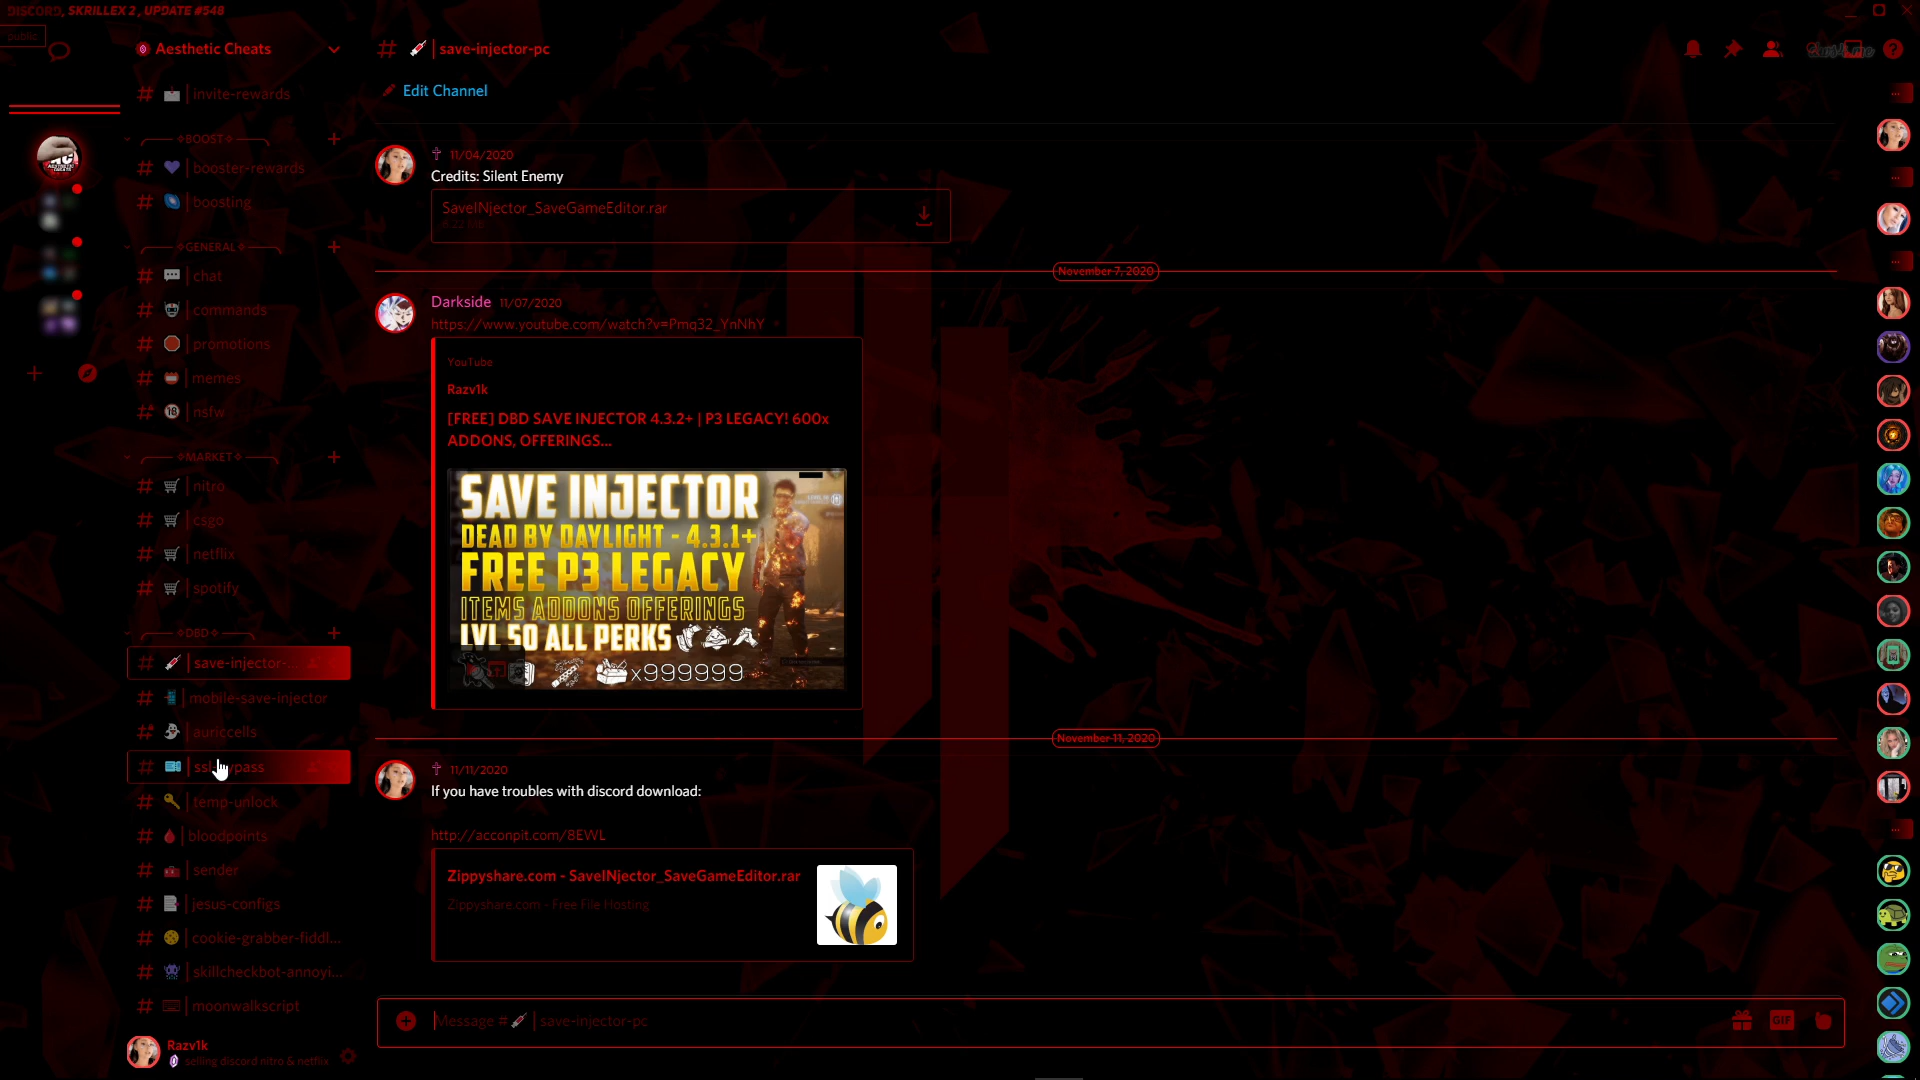 DISCORD, SKRILLEX 2 , UPDATE #548
public
Aesthetic Cheats
save-injector-pc
Edit Channel
invite-rewards
BOOST
booster-rewards
boosting
GENERAL
chat
commands
promotions
memes
nsfw
MARKET
nitro
csgo
netflix
spotify
DBD
save-injector-...
mobile-save-injector
auriccells
temp-unlock
bloodpoints
sender
jesus-configs
cookie-grabber-fiddl...
skillcheckbot-annoyi...
moonwalkscript
Razv1k
selling discord nitro & netflix
11/04/2020
Credits: Silent Enemy
SaveINjector_SaveGameEditor.rar
November 7, 2020
Darkside 11/07/2020
https://www.youtube.com/watch?v=Pmq32_YnNhY
YouTube
Razv1k
[FREE] DBD SAVE INJECTOR 4.3.2+ | P3 LEGACY! 600x
ADDONS, OFFERINGS...
SAVE INJECTOR
DEAD BY DAYLIGHT - 4.3.1+
FREE P3 LEGACY
ITEMS ADDONS OFFERINGS
LVL 50 ALL PERKS
x999999
November 11, 2020
11/11/2020
If you have troubles with discord download:
http://acconpit.com/8EWL
Zippyshare.com - SaveINjector_SaveGameEditor.rar
Zippyshare.com - Free File Hosting
Message # save-injector-pc
GIF